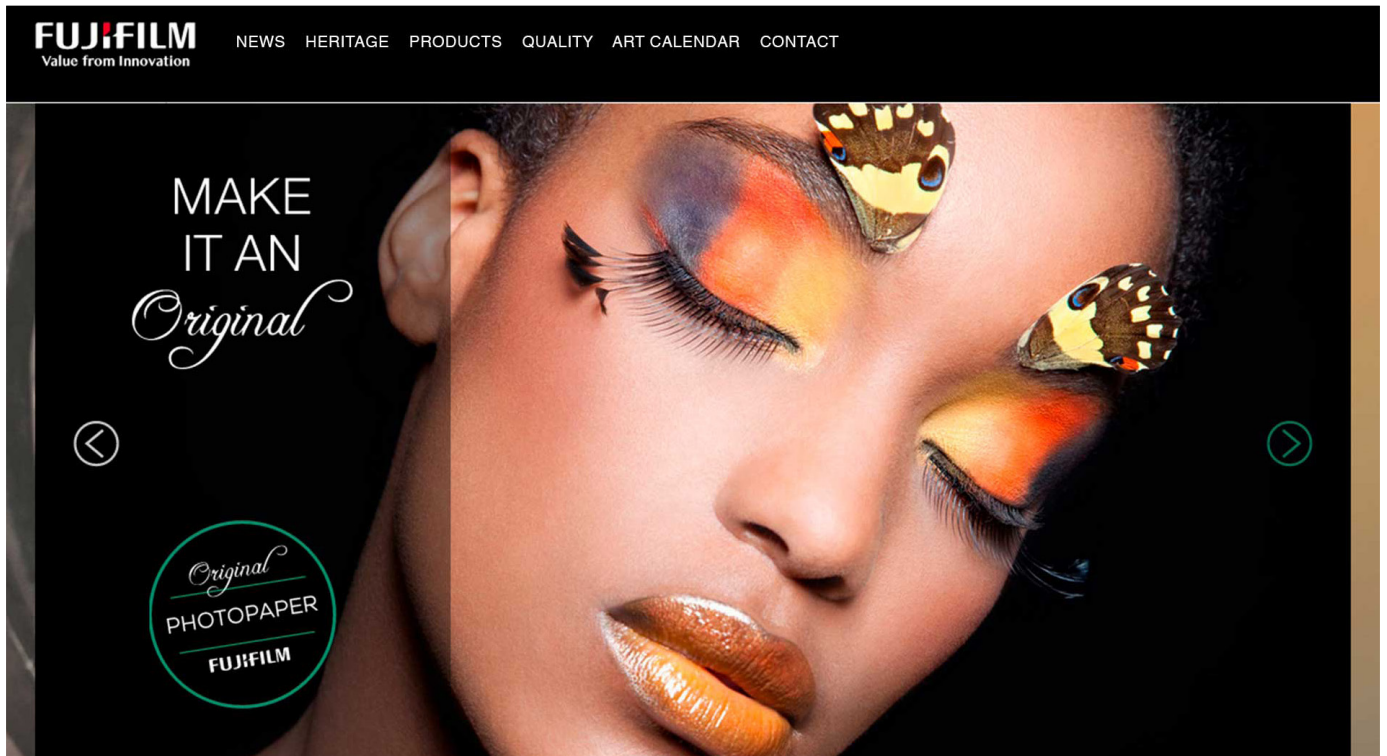 FUJIFILM
Value from Innovation
NEWS HERITAGE PRODUCTS QUALITY ART CALENDAR CONTACT
MAKE
IT AN
Original
Original
PHOTOPAPER
FUJIFILM